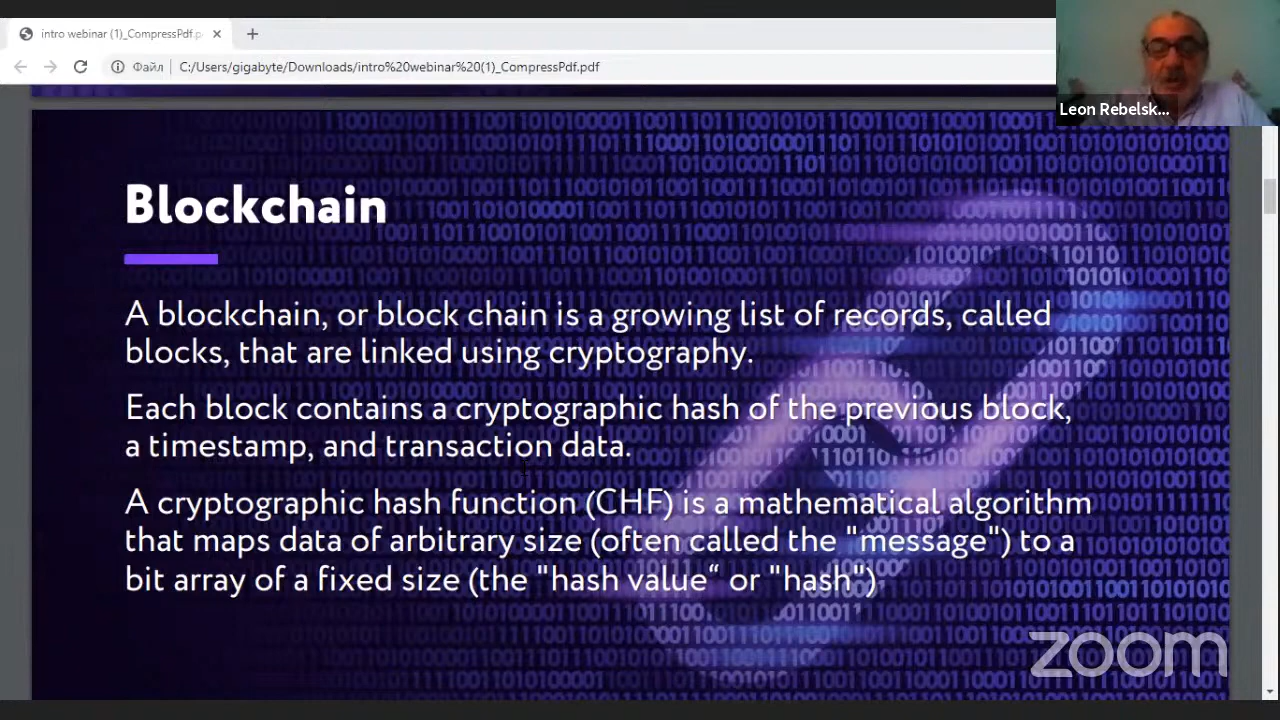 intro webinar (1)_CompressPdf.p
Файл
C:/Users/gigabyte/Downloads/intro%20webinar%20(1)_CompressPdf.pdf
Leon Rebelsk...
Blockchain
A blockchain, or block chain is a growing list of records, called
blocks, that are linked using cryptography.
Each block contains a cryptographic hash of the previous block,
a timestamp, and transaction data.
A cryptographic hash function (CHF) is a mathematical algorithm
that maps data of arbitrary size (often called the "message") to a
bit array of a fixed size (the "hash value“ or "hash")
zoom